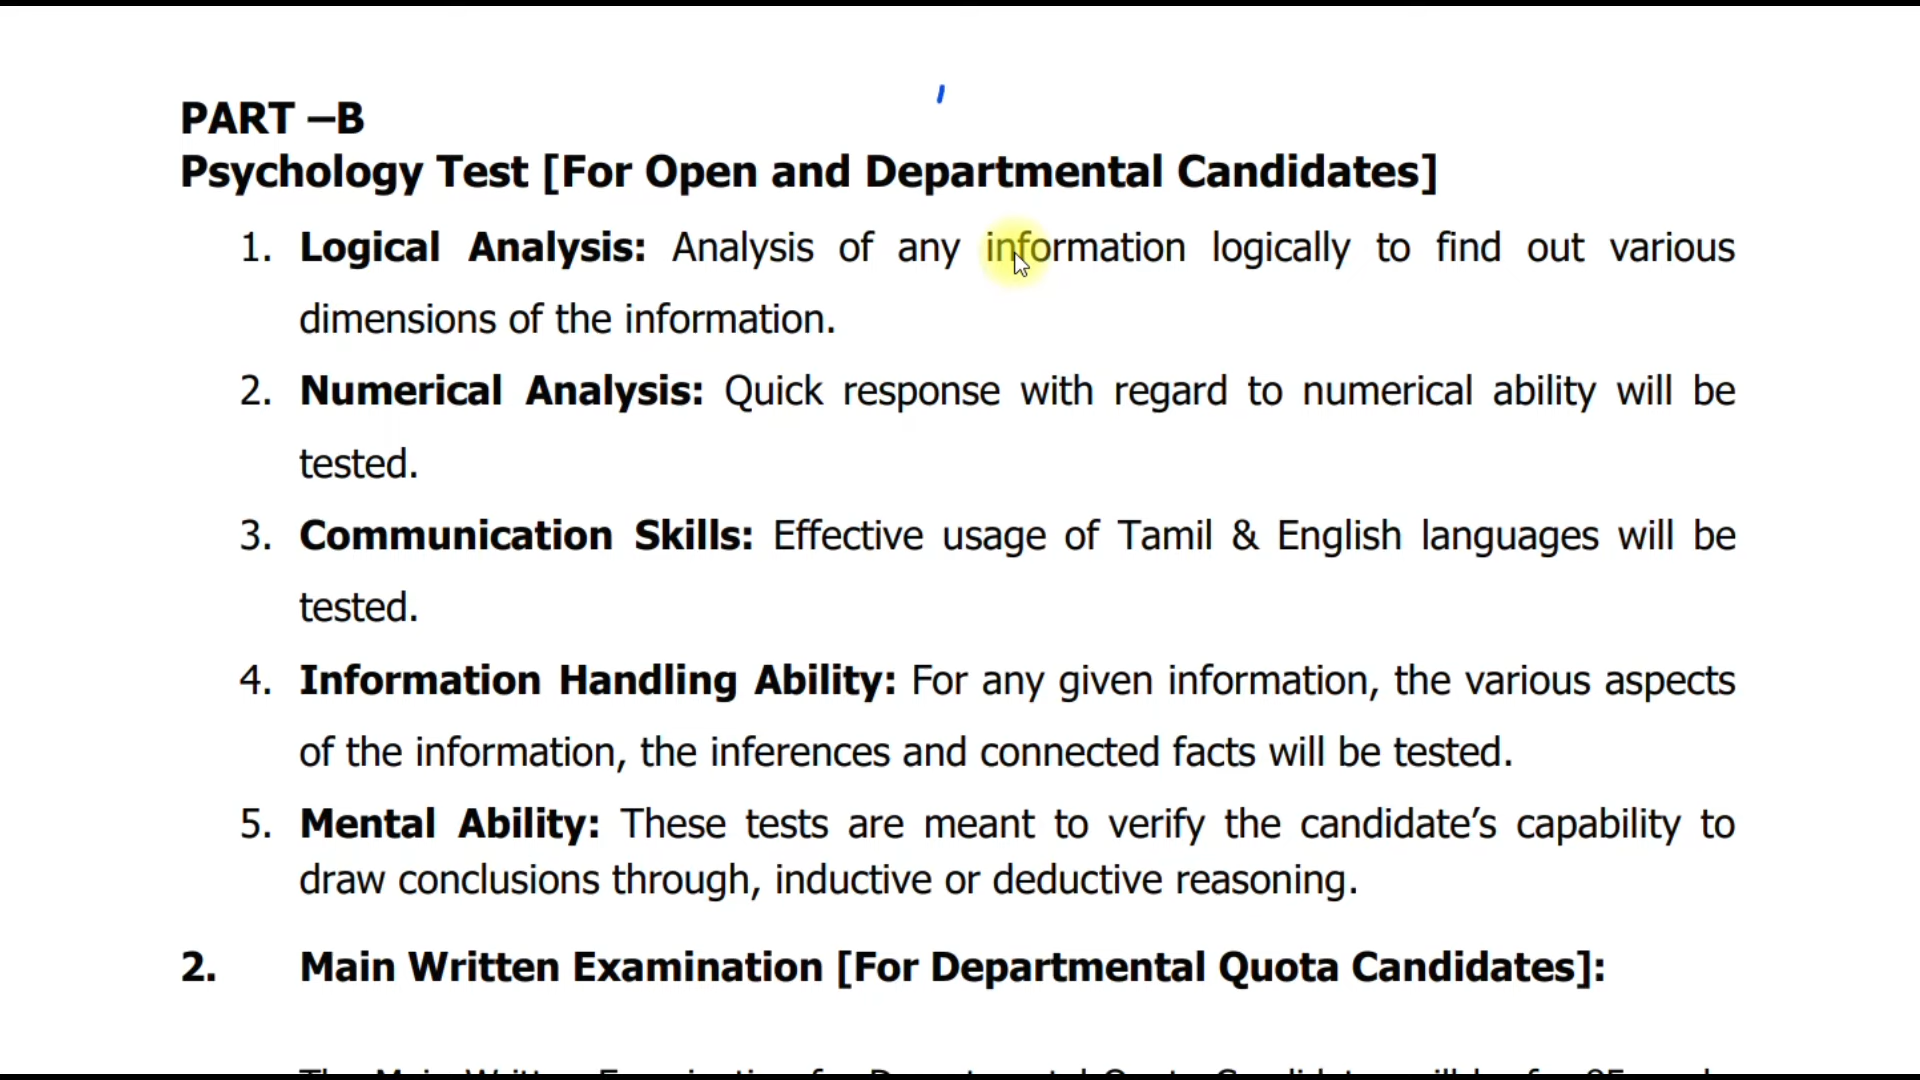 PART –B
Psychology Test [For Open and Departmental Candidates]
1. Logical Analysis: Analysis of any information logically to find out various
dimensions of the information.
2. Numerical Analysis: Quick response with regard to numerical ability will be
tested.
3. Communication Skills: Effective usage of Tamil & English languages will be
tested.
4. Information Handling Ability: For any given information, the various aspects
of the information, the inferences and connected facts will be tested.
5. Mental Ability: These tests are meant to verify the candidate’s capability to
draw conclusions through, inductive or deductive reasoning.
2. Main Written Examination [For Departmental Quota Candidates]: